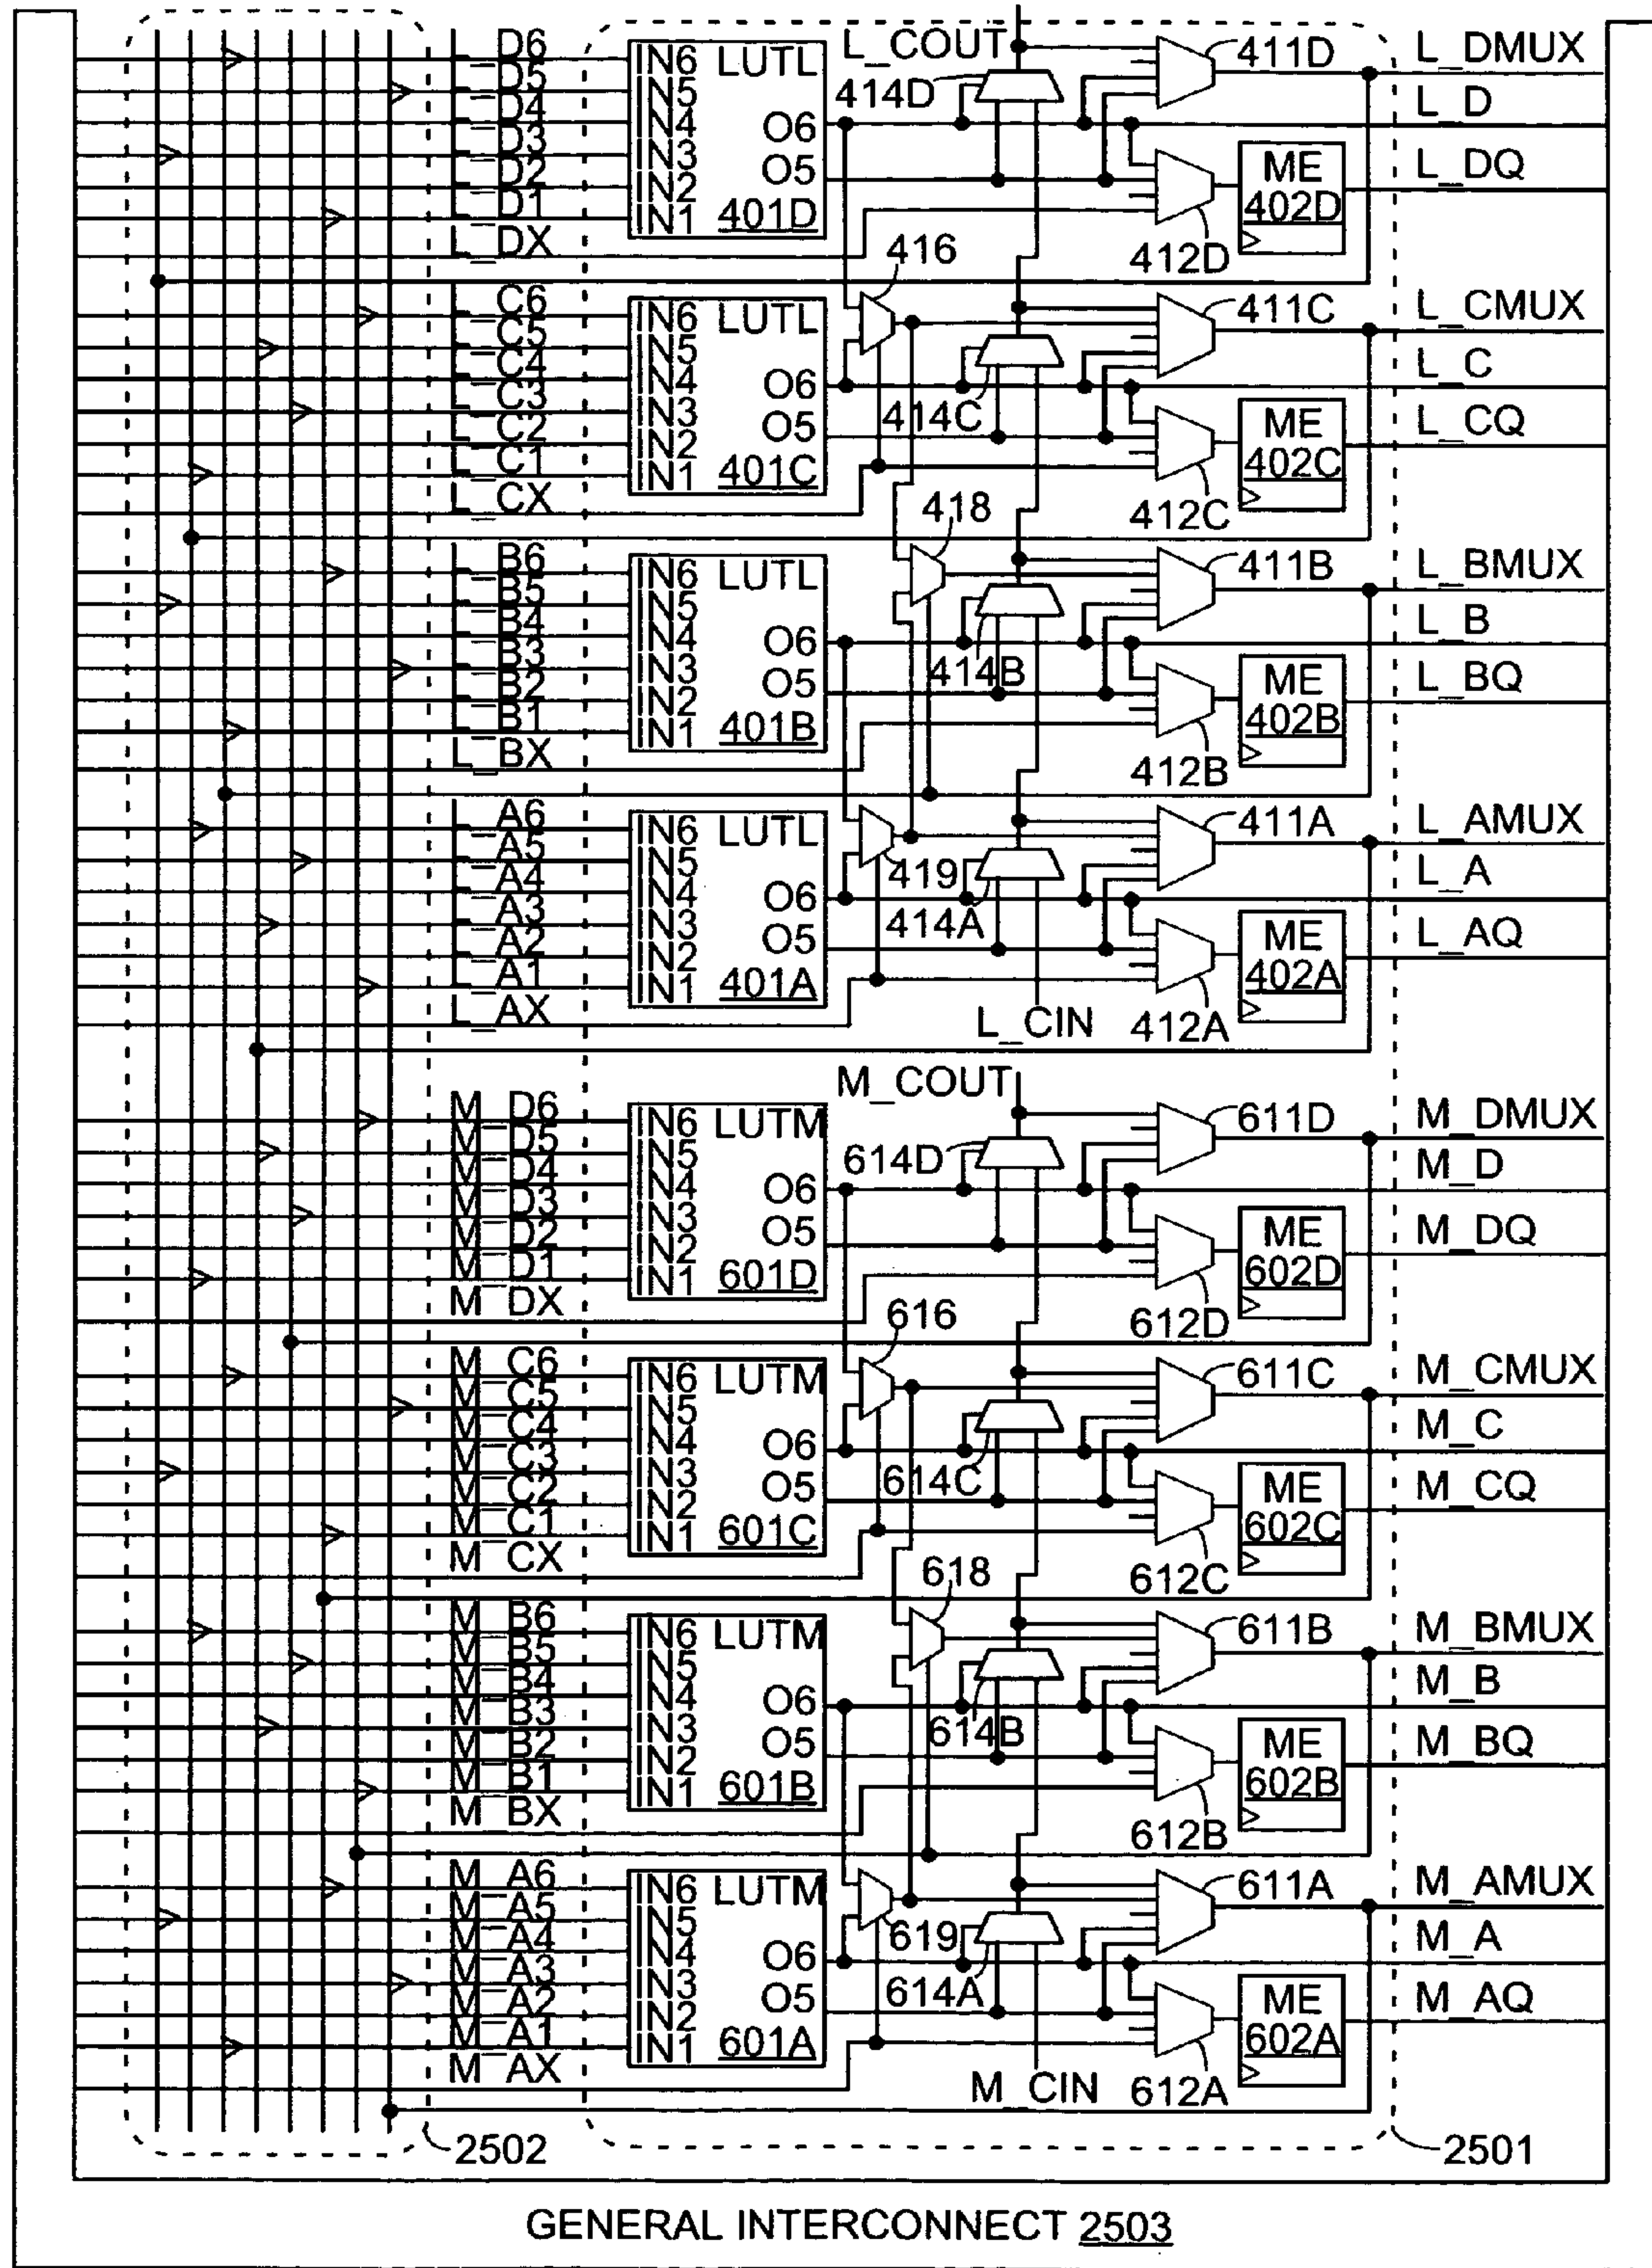 L_D6
L_D5
L_D4
L_D3
L_D2
L_D1
L_DX
IN6 LUTL
IN5
IN4
IN3
IN2
IN1
O6
O5
401D
L_COUT
414D
411D
L_DMUX
L_D
ME
402D
L_DQ
412D
416
L_C6
L_C5
L_C4
L_C3
L_C2
L_C1
L_CX
IN6 LUTL
IN5
IN4
IN3
IN2
IN1
O6
O5
401C
414C
411C
L_CMUX
L_C
ME
402C
L_CQ
412C
418
L_B6
L_B5
L_B4
L_B3
L_B2
L_B1
L_BX
IN6 LUTL
IN5
IN4
IN3
IN2
IN1
O6
O5
401B
414B
411B
L_BMUX
L_B
ME
402B
L_BQ
412B
L_A6
L_A5
L_A4
L_A3
L_A2
L_A1
L_AX
IN6 LUTL
IN5
IN4
IN3
IN2
IN1
O6
O5
401A
419
414A
411A
L_AMUX
L_A
ME
402A
L_AQ
L_CIN
412A
M_COUT
M_D6
M_D5
M_D4
M_D3
M_D2
M_D1
M_DX
IN6 LUTM
IN5
IN4
IN3
IN2
IN1
O6
O5
601D
614D
611D
M_DMUX
M_D
ME
602D
M_DQ
612D
616
M_C6
M_C5
M_C4
M_C3
M_C2
M_C1
M_CX
IN6 LUTM
IN5
IN4
IN3
IN2
IN1
O6
O5
601C
614C
611C
M_CMUX
M_C
ME
602C
M_CQ
612C
618
M_B6
M_B5
M_B4
M_B3
M_B2
M_B1
M_BX
IN6 LUTM
IN5
IN4
IN3
IN2
IN1
O6
O5
601B
614B
611B
M_BMUX
M_B
ME
602B
M_BQ
612B
M_A6
M_A5
M_A4
M_A3
M_A2
M_A1
M_AX
IN6 LUTM
IN5
IN4
IN3
IN2
IN1
O6
O5
601A
619
614A
611A
M_AMUX
M_A
ME
602A
M_AQ
M_CIN
612A
2502
2501
GENERAL INTERCONNECT 2503